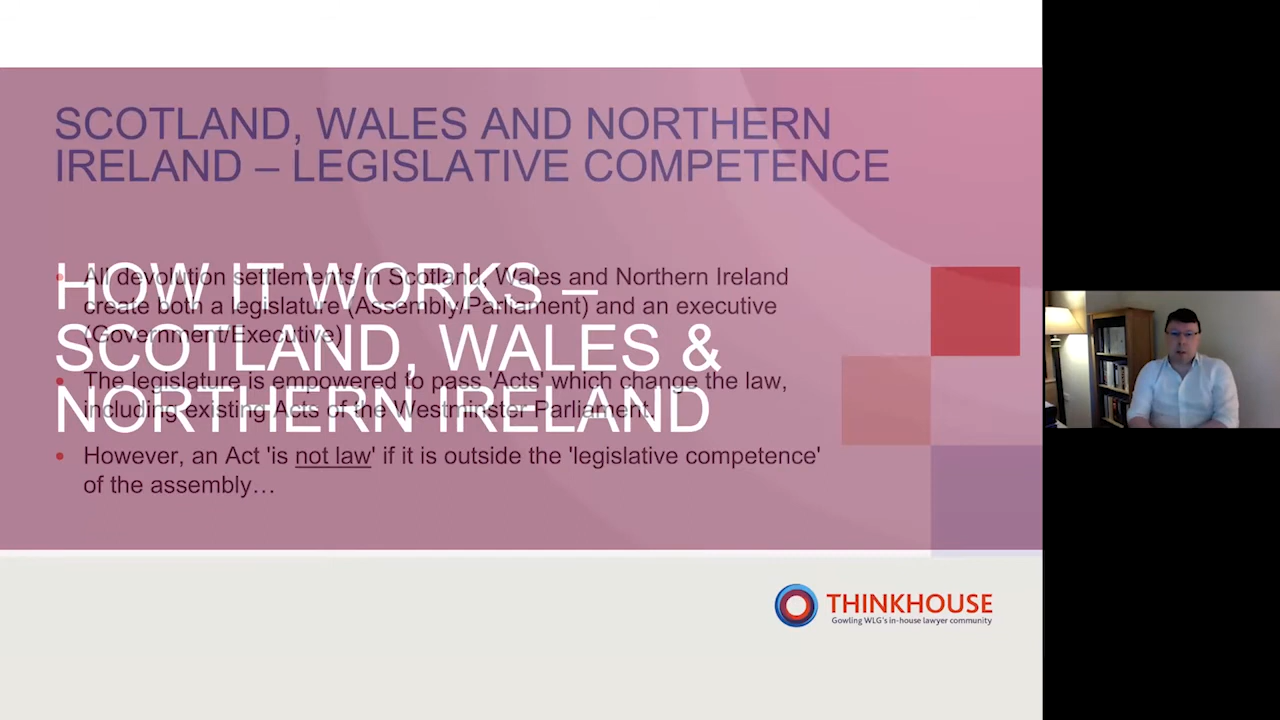 SCOTLAND, WALES AND NORTHERN
IRELAND – LEGISLATIVE COMPETENCE
HOW IT WORKS –
SCOTLAND, WALES &
NORTHERN IRELAND
• All devolution settlements in Scotland, Wales and Northern Ireland
create both a legislature (Assembly/Parliament) and an executive
(Government/Executive)
• The legislature is empowered to pass 'Acts' which change the law,
including existing Acts of the Westminster Parliament.
• However, an Act 'is not law' if it is outside the 'legislative competence'
of the assembly…
THINKHOUSE
Gowling WLG's in-house lawyer community